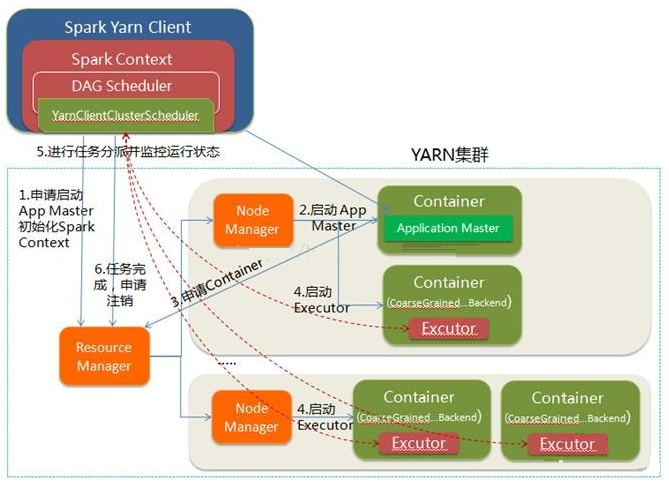 Spark Yarn Client
Spark Context
DAG Scheduler
YarnClientClusterScheduler
5.进行任务分派并监控运行状态
YARN集群
1.申请启动
App Master
初始化Spark
Context
6.任务完
成，申请
注销
3.申请Container
Resource
Manager
Node
Manager
2.启动 App
Master
Container
Application Master
4.启动
Executor
Container
(CoarseGrained...Backend)
Excutor
......
Node
Manager
4.启动
Executor
Container
(CoarseGrained...Backend)
Excutor
Container
(CoarseGrained...Backend)
Excutor